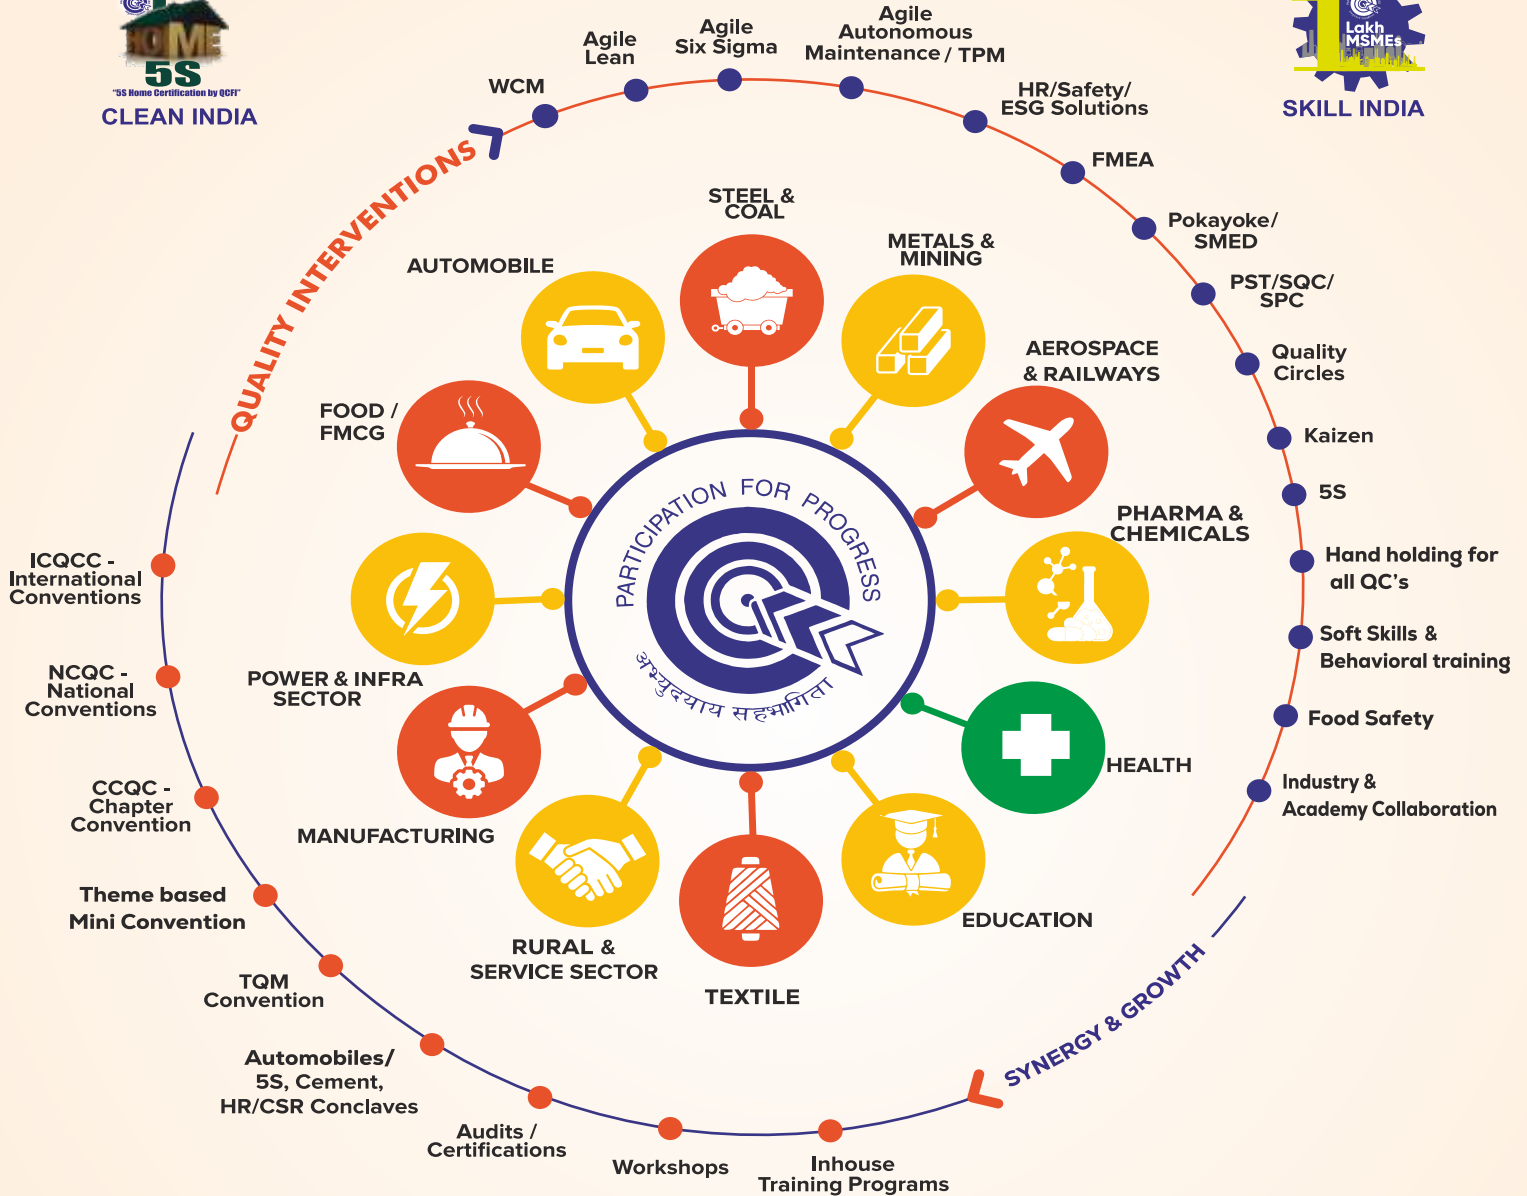 HOME
5S
"5S Home Certification by QCFI"
CLEAN INDIA
1
Lakh
MSMEs
SKILL INDIA
QUALITY INTERVENTIONS
WCM
Agile
Lean
Agile
Six Sigma
Agile
Autonomous
Maintenance / TPM
HR/Safety/
ESG Solutions
FMEA
Pokayoke/
SMED
PST/SQC/
SPC
Quality
Circles
Kaizen
5S
Hand holding for
all QC's
Soft Skills &
Behavioral training
Food Safety
Industry &
Academy Collaboration
SYNERGY & GROWTH
Inhouse
Training Programs
Workshops
Audits /
Certifications
Automobiles/
5S, Cement,
HR/CSR Conclaves
TQM
Convention
Theme based
Mini Convention
CCQC -
Chapter
Convention
NCQC -
National
Conventions
ICQCC -
International
Conventions
STEEL &
COAL
METALS &
MINING
AEROSPACE
& RAILWAYS
PHARMA &
CHEMICALS
HEALTH
EDUCATION
TEXTILE
RURAL &
SERVICE SECTOR
MANUFACTURING
POWER & INFRA
SECTOR
FOOD /
FMCG
AUTOMOBILE
PARTICIPATION FOR PROGRESS
अभ्युदयाय सहभागिता